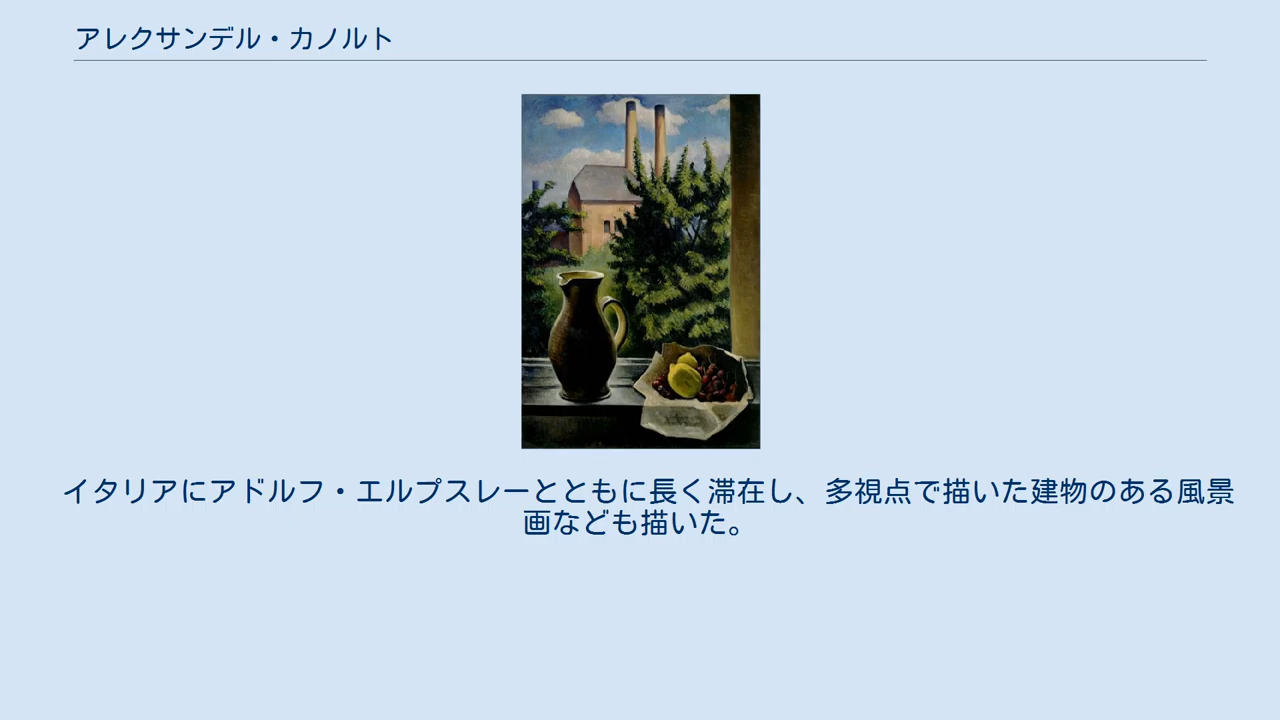 アレクサンデル・カノルト
イタリアにアドルフ・エルプスレーとともに長く滞在し、多視点で描いた建物のある風景
画なども描いた。